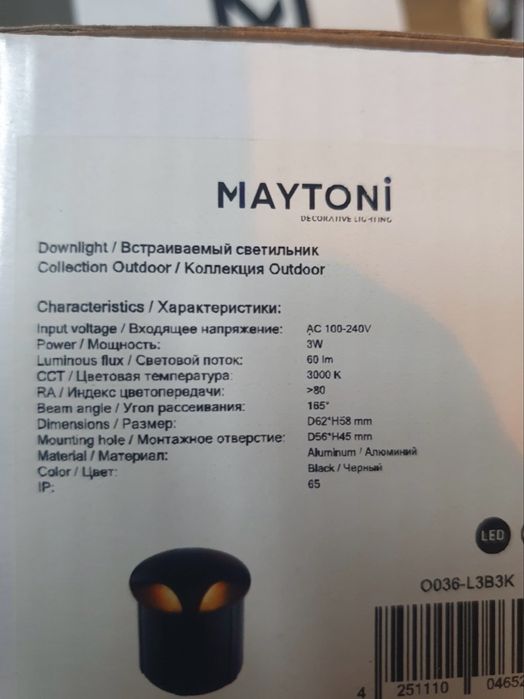 MAYTONi
DECORATIVE LIGHTING
Downlight / Встраиваемый светильник
Collection Outdoor / Коллекция Outdoor
Characteristics / Характеристики:
Input voltage / Входящее напряжение: AC 100-240V
Power / Мощность: 3W
Luminous flux / Световой поток: 60 lm
CCT / Цветовая температура: 3000 K
RA / Индекс цветопередачи: >80
Beam angle / Угол рассеивания: 165°
Dimensions / Размер: D62*H58 mm
Mounting hole / Монтажное отверстие: D56*H45 mm
Material / Материал: Aluminum / Алюминий
Color / Цвет: Black / Черный
IP: 65
LED
O036-L3B3K
4 251110 0465